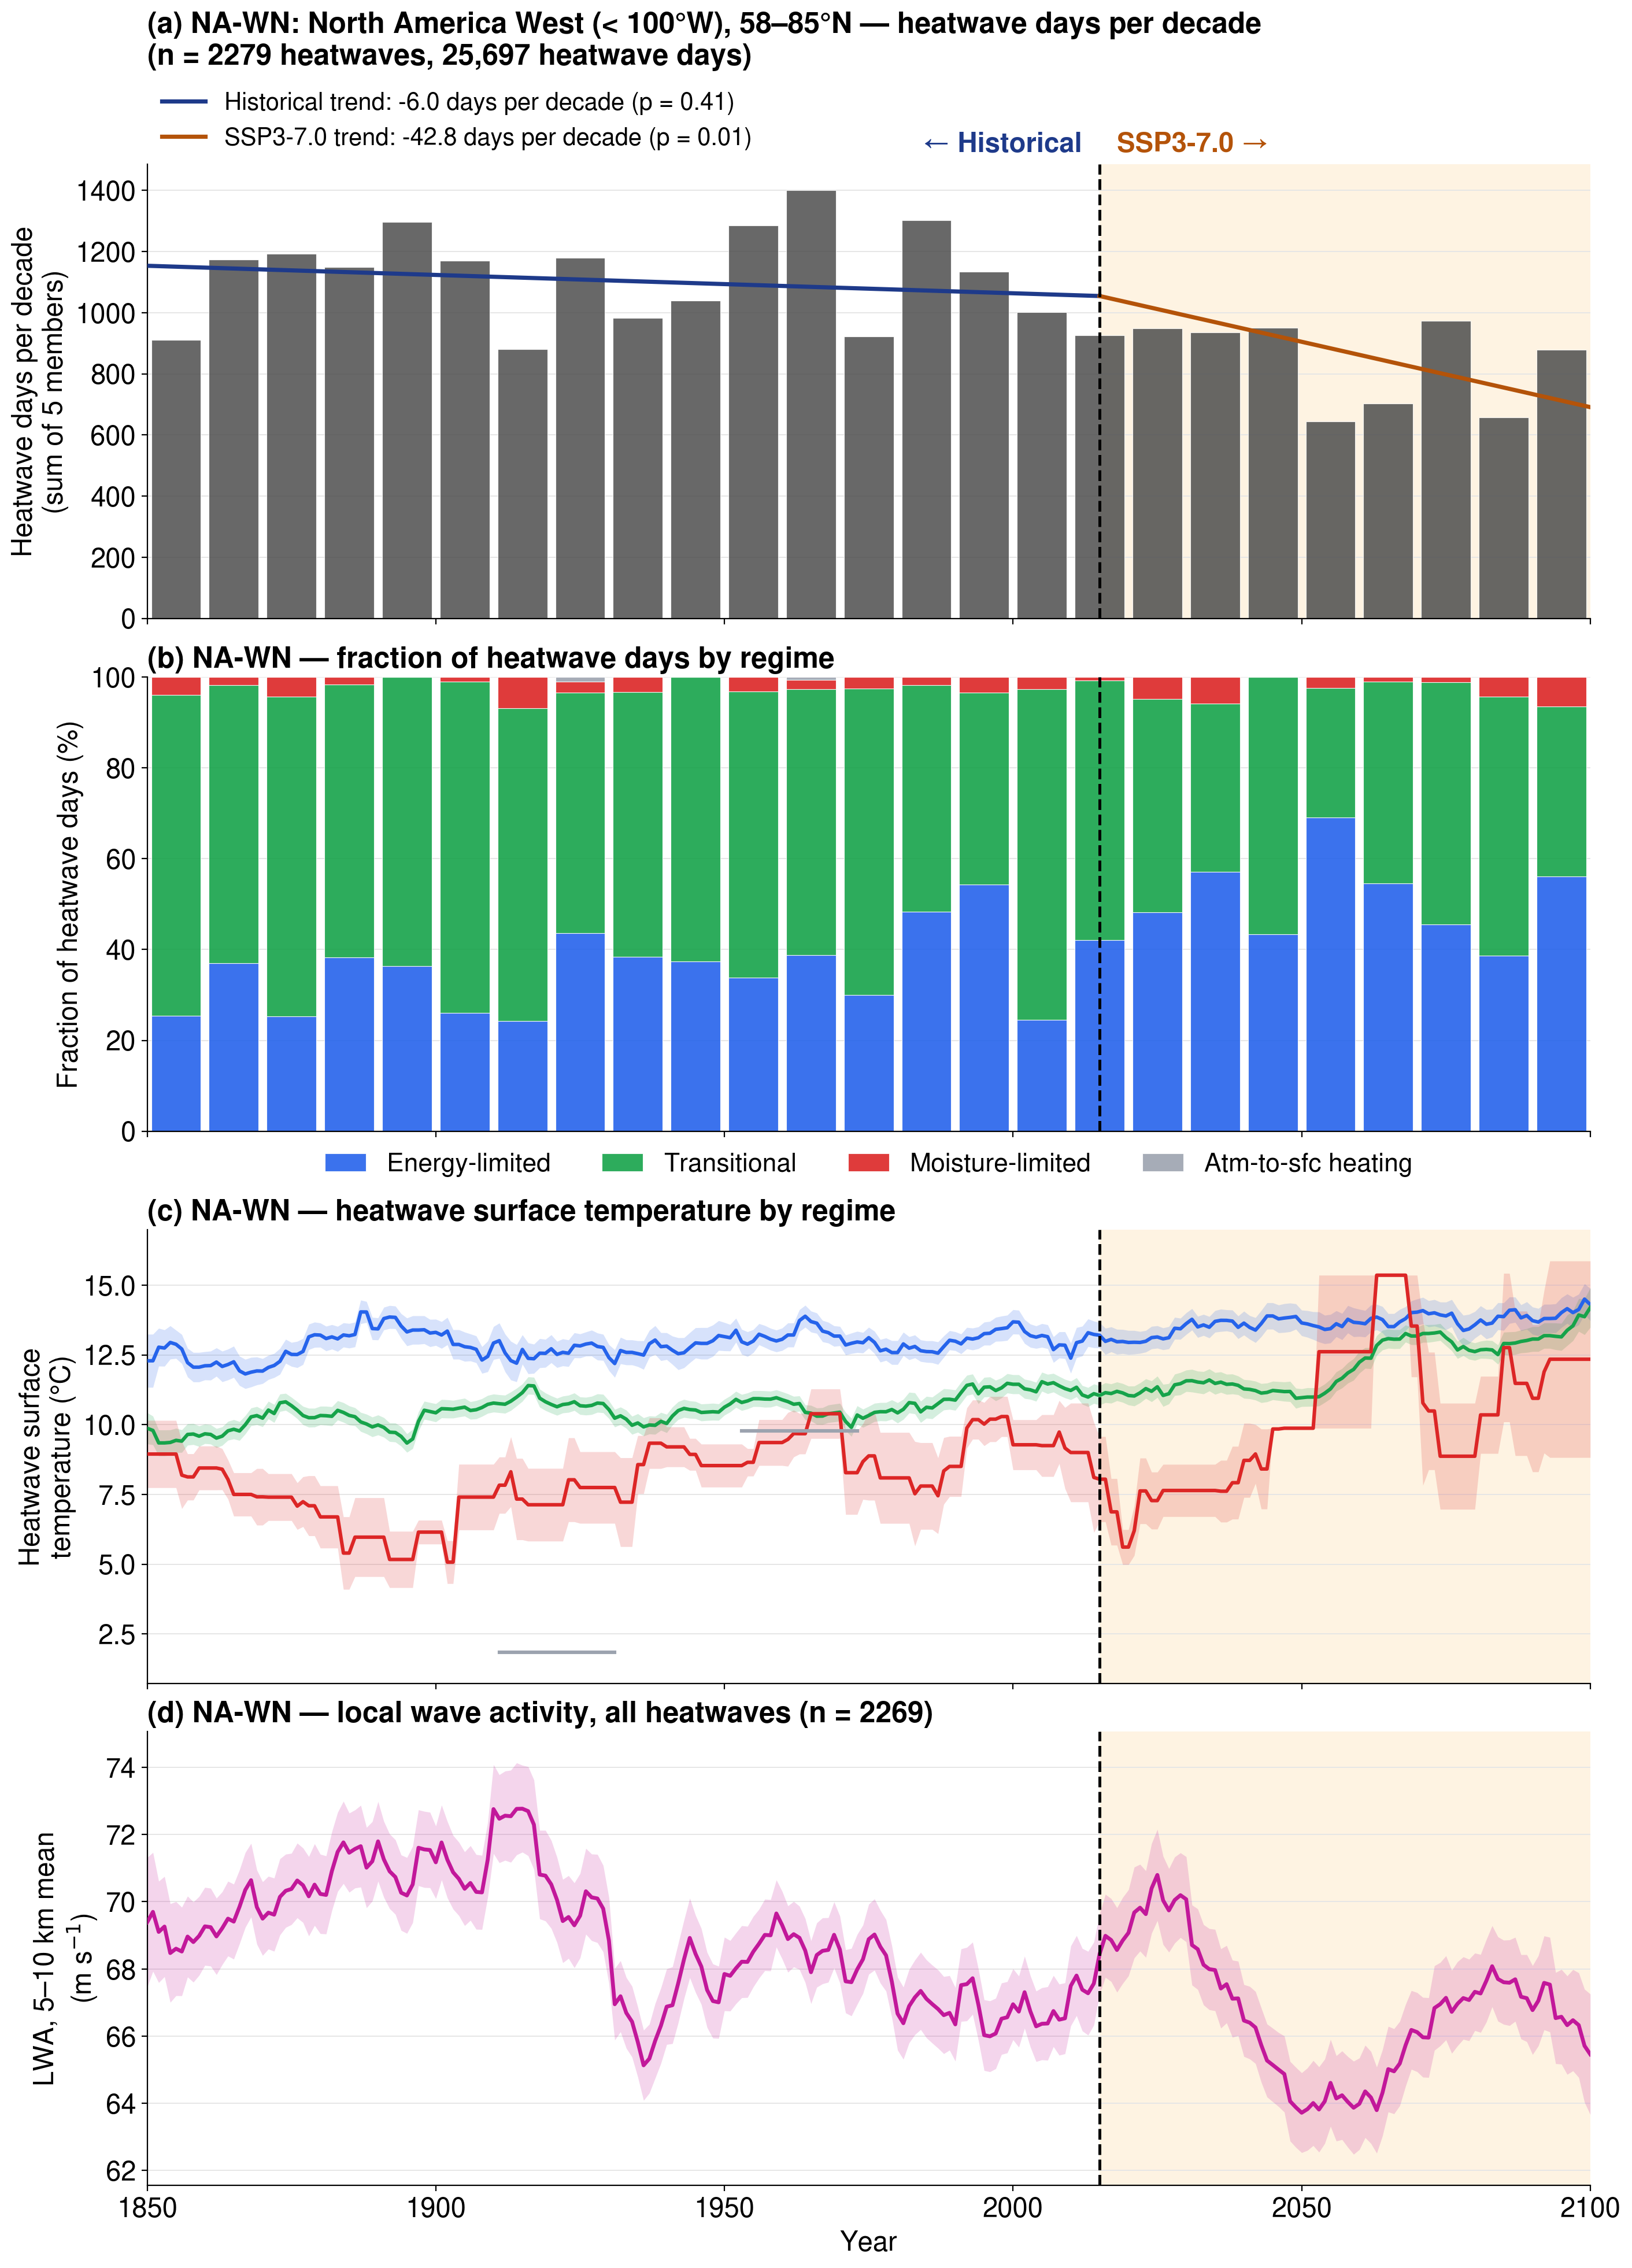 (a) NA-WN: North America West (< 100°W), 58–85°N — heatwave days per decade
(n = 2279 heatwaves, 25,697 heatwave days)
Historical trend: -6.0 days per decade (p = 0.41)
SSP3-7.0 trend: -42.8 days per decade (p = 0.01)
← Historical
SSP3-7.0 →
Heatwave days per decade
(sum of 5 members)
1400
1200
1000
800
600
400
200
0
(b) NA-WN — fraction of heatwave days by regime
Fraction of heatwave days (%)
100
80
60
40
20
0
Energy-limited
Transitional
Moisture-limited
Atm-to-sfc heating
(c) NA-WN — heatwave surface temperature by regime
Heatwave surface
temperature (°C)
15.0
12.5
10.0
7.5
5.0
2.5
(d) NA-WN — local wave activity, all heatwaves (n = 2269)
LWA, 5–10 km mean
(m s⁻¹)
74
72
70
68
66
64
62
1850
1900
1950
2000
2050
2100
Year